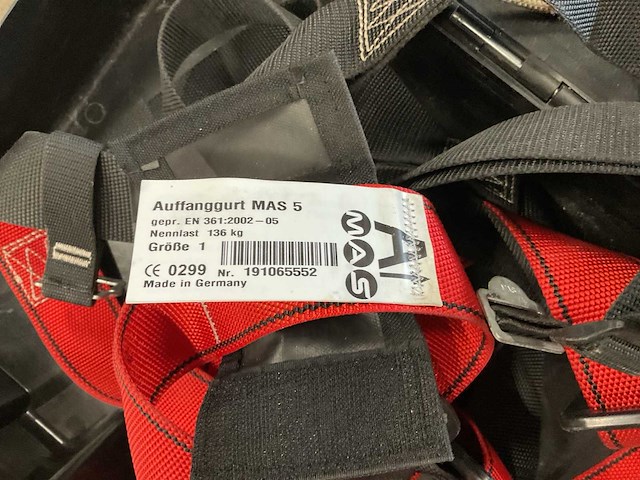 Auffanggurt MAS 5
gepr. EN 361:2002-05
Nennlast 136 kg
Größe 1
CE 0299 Nr. 191065552
Made in Germany
MAS
A